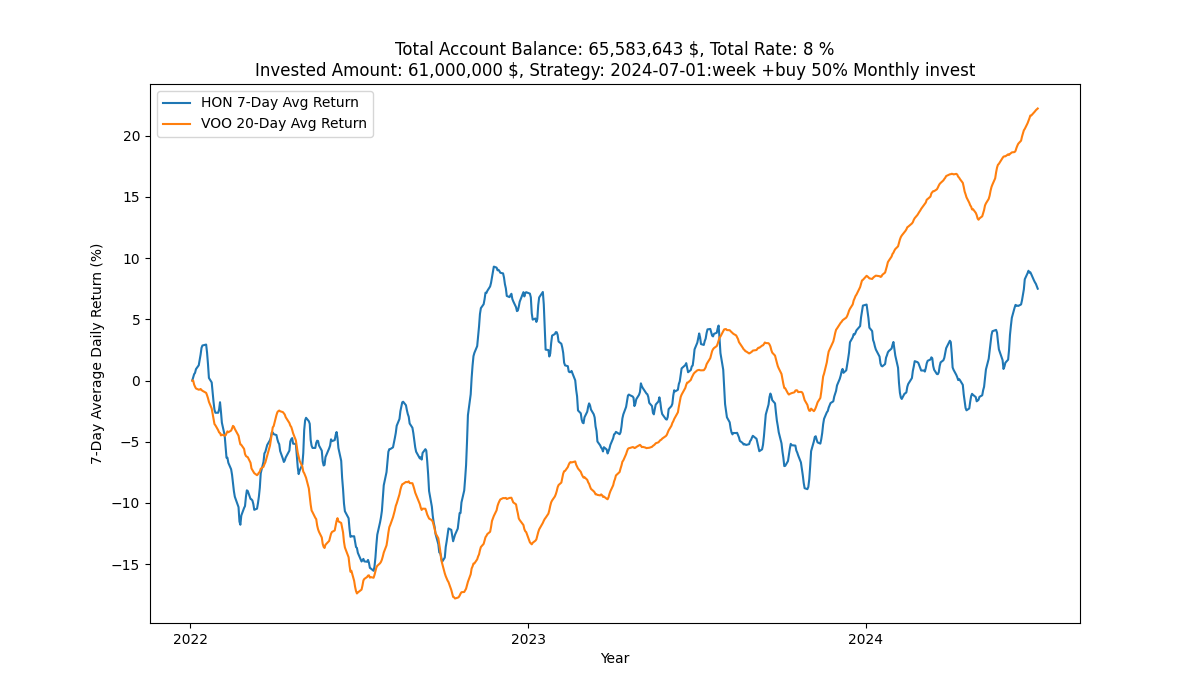 Total Account Balance: 65,583,643 $, Total Rate: 8 %
Invested Amount: 61,000,000 $, Strategy: 2024-07-01:week +buy 50% Monthly invest
HON 7-Day Avg Return
VOO 20-Day Avg Return
7-Day Average Daily Return (%)
20
15
10
5
0
−5
−10
−15
2022
2023
2024
Year